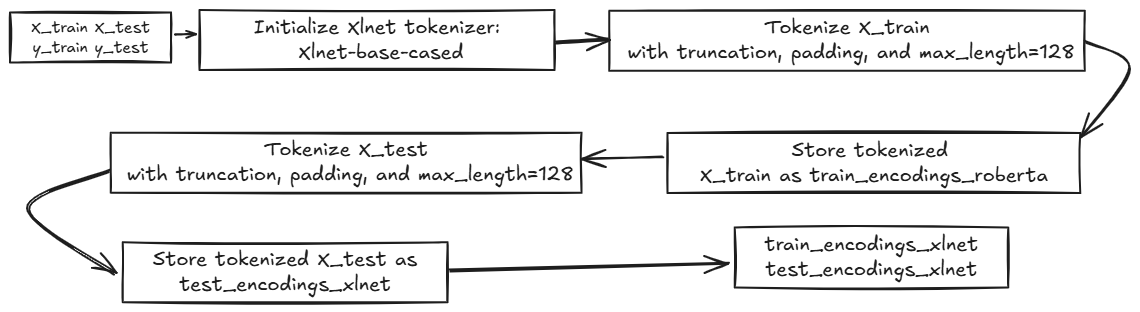 X_train X_test
y_train y_test
Initialize Xlnet tokenizer:
Xlnet-base-cased
Tokenize X_train
with truncation, padding, and max_length=128
Store tokenized
X_train as train_encodings_roberta
Tokenize X_test
with truncation, padding, and max_length=128
Store tokenized X_test as
test_encodings_xlnet
train_encodings_xlnet
test_encodings_xlnet